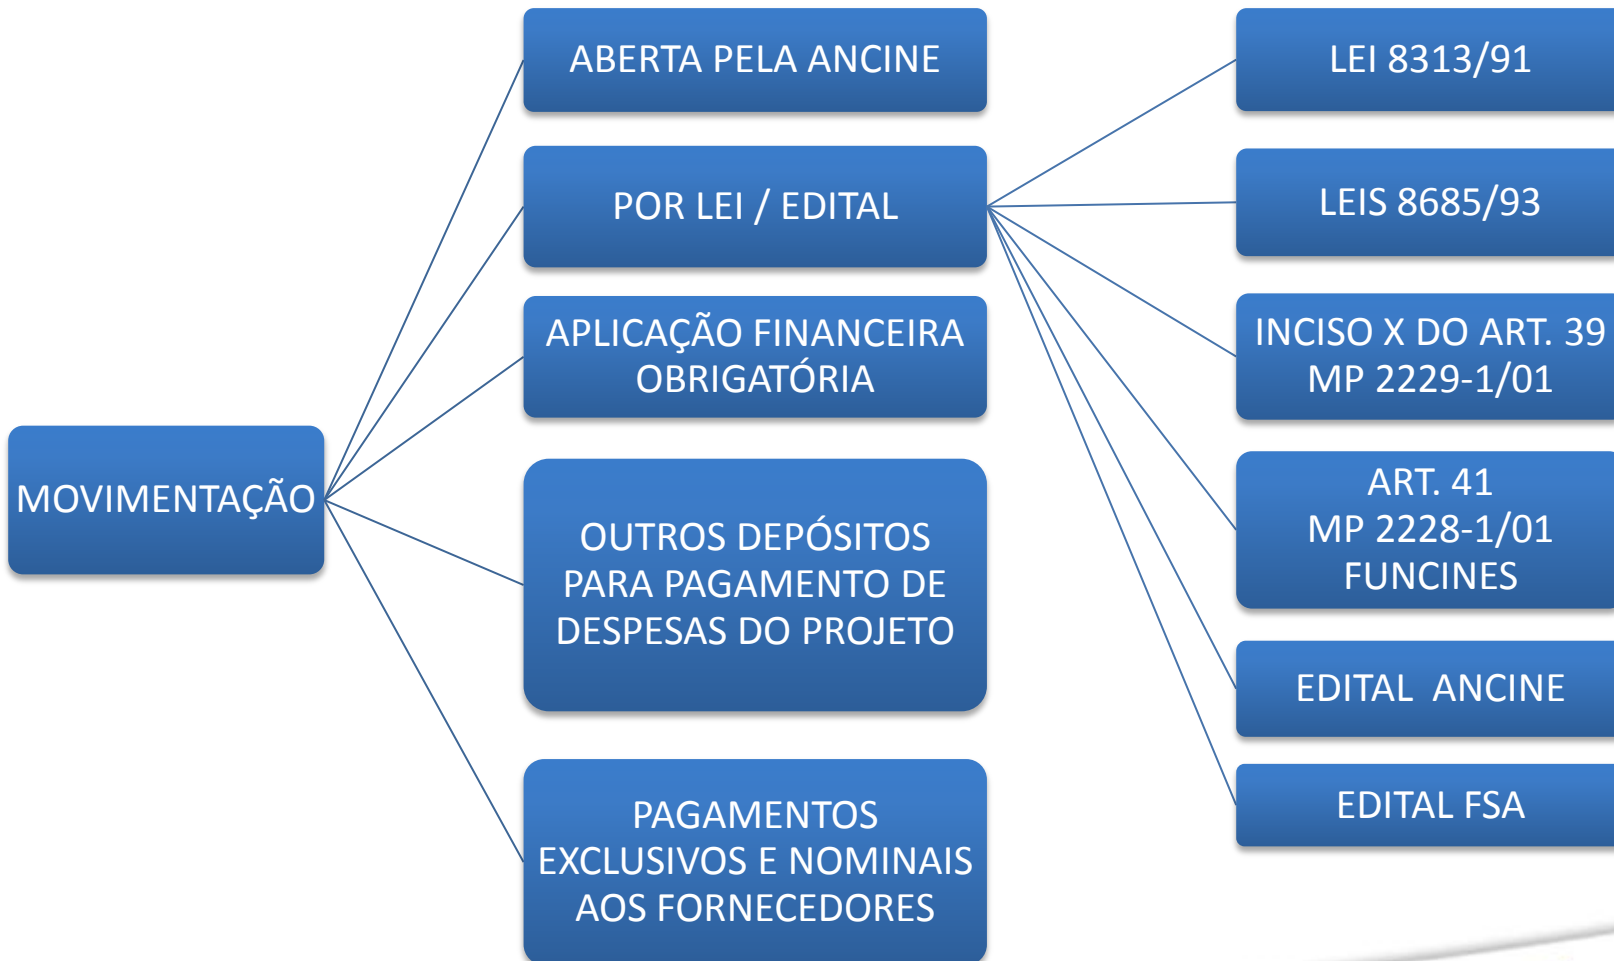 MOVIMENTAÇÃO
ABERTA PELA ANCINE
POR LEI / EDITAL
APLICAÇÃO FINANCEIRA
OBRIGATÓRIA
OUTROS DEPÓSITOS
PARA PAGAMENTO DE
DESPESAS DO PROJETO
PAGAMENTOS
EXCLUSIVOS E NOMINAIS
AOS FORNECEDORES
LEI 8313/91
LEIS 8685/93
INCISO X DO ART. 39
MP 2229-1/01
ART. 41
MP 2228-1/01
FUNCINES
EDITAL  ANCINE
EDITAL FSA